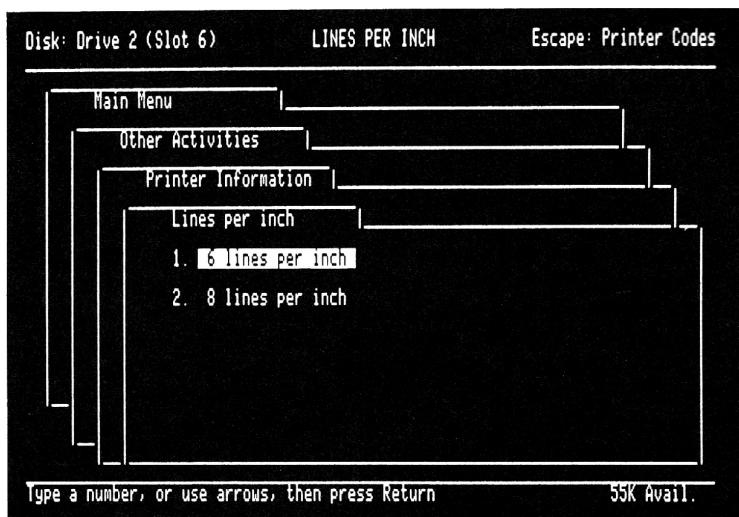 Disk: Drive 2 (Slot 6) LINES PER INCH Escape: Printer Codes
Main Menu
Other Activities
Printer Information
Lines per inch
1. 6 lines per inch
2. 8 lines per inch
Type a number, or use arrows, then press Return 55K Avail.